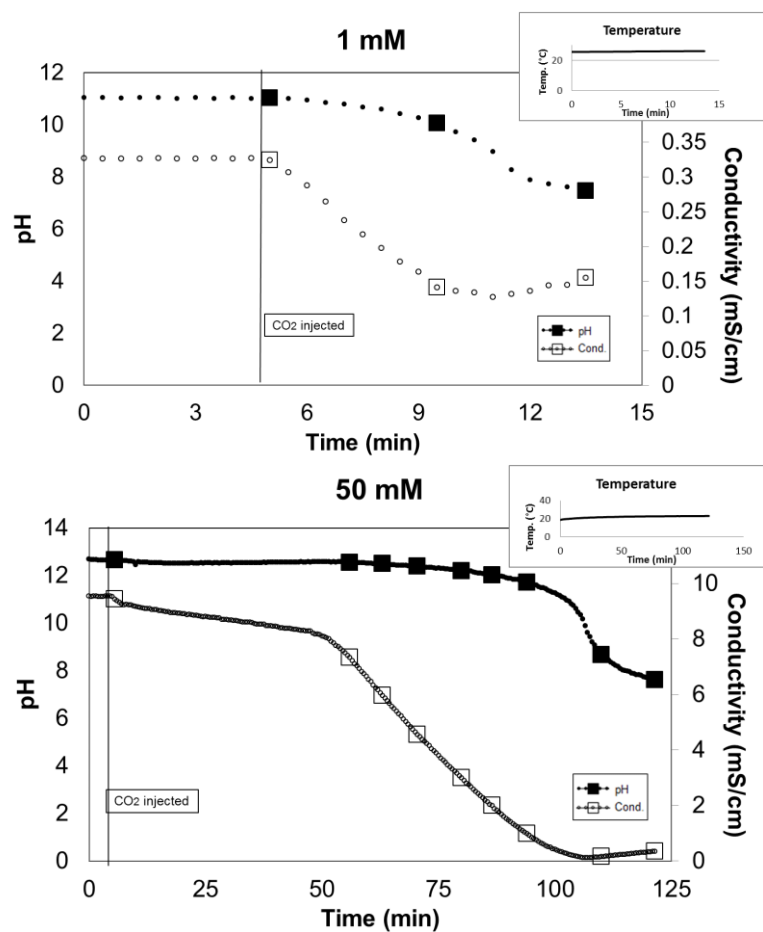 1 mM
Temperature
Temp. (°C)
20
0
0 5 10 15
Time (min)
12
10
8
6
4
2
0
pH
0.35
0.3
0.25
0.2
0.15
0.1
0.05
0
Conductivity (mS/cm)
CO2 injected
pH
Cond.
0 3 6 9 12 15
Time (min)
50 mM
Temperature
Temp. (°C)
40
20
0
0 50 100 150
Time (min)
14
12
10
8
6
4
2
0
pH
10
8
6
4
2
0
Conductivity (mS/cm)
CO2 injected
pH
Cond.
0 25 50 75 100 125
Time (min)